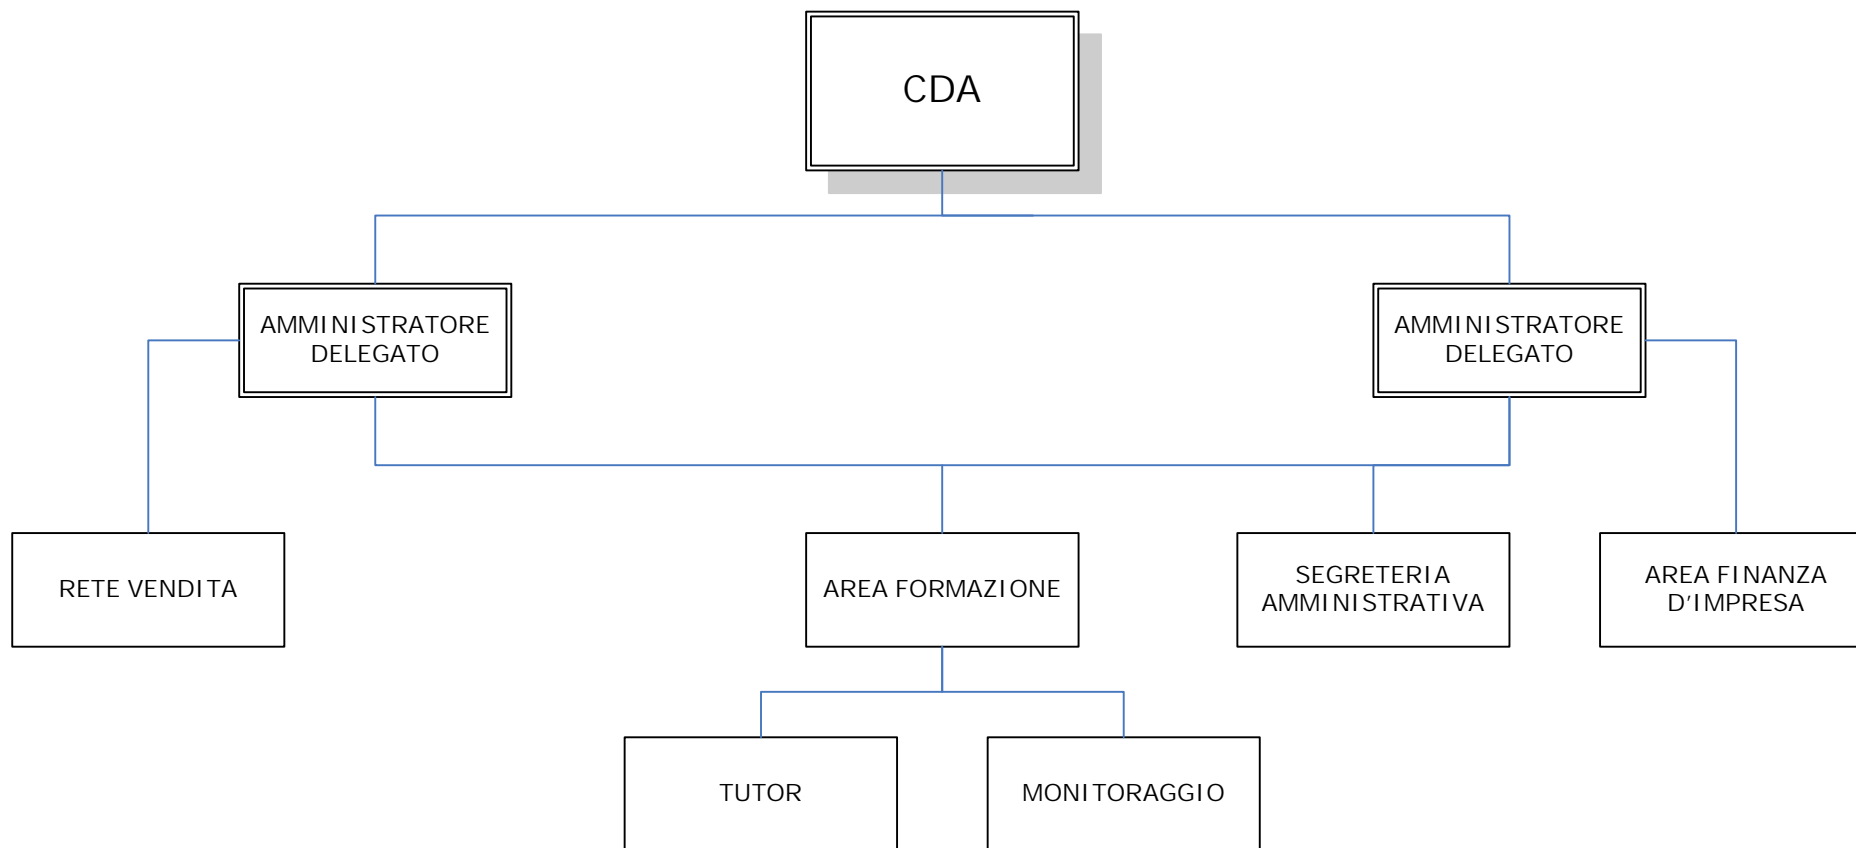 CDA
AMMINISTRATORE
DELEGATO
AMMINISTRATORE
DELEGATO
RETE VENDITA
AREA FORMAZIONE
SEGRETERIA
AMMINISTRATIVA
AREA FINANZA
D'IMPRESA
TUTOR
MONITORAGGIO